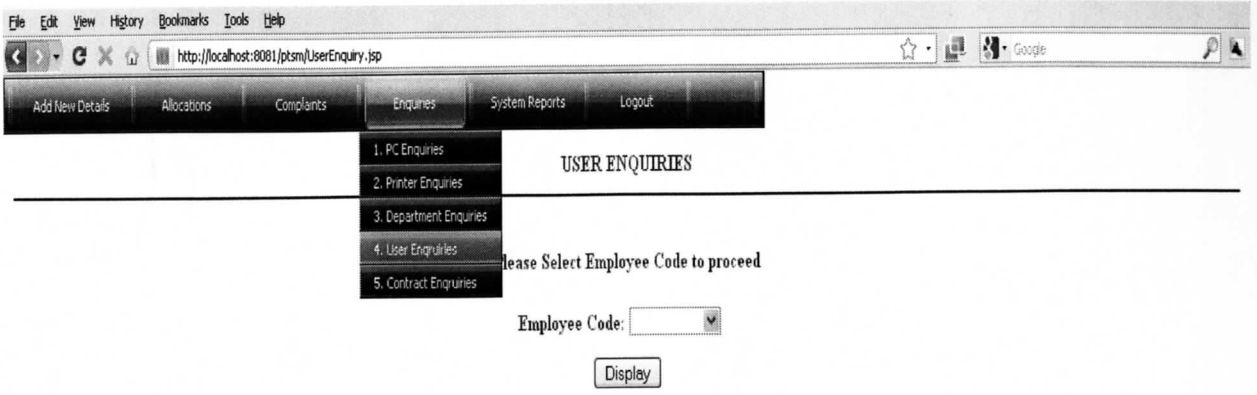 File Edit View History Bookmarks Tools Help
http://localhost:8081/ptsm/UserEnquiry.jsp
Google
Add New Details Allocations Complaints Enquiries System Reports Logout
1. PC Enquiries
USER ENQUIRIES
2. Printer Enquiries
3. Department Enquiries
4. User Enqruiries
lease Select Employee Code to proceed
5. Contract Enqruiries
Employee Code:
Display